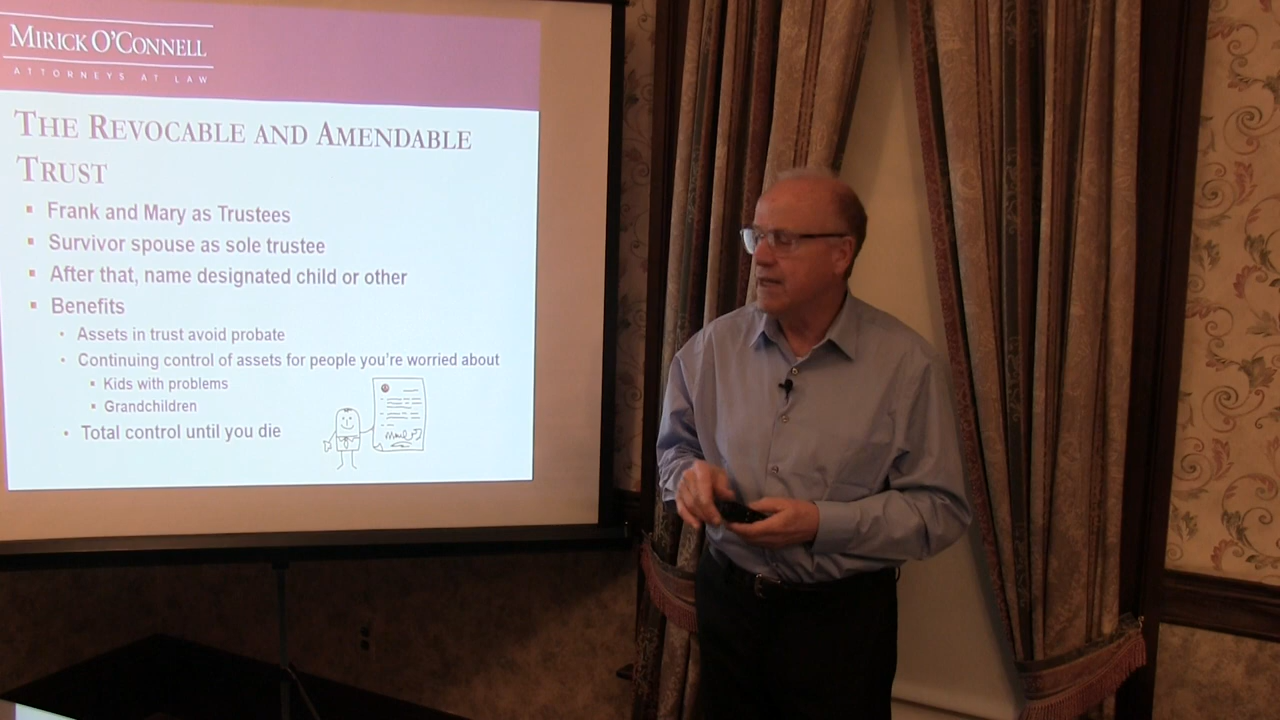 MIRICK O'CONNELL
ATTORNEYS AT LAW
THE REVOCABLE AND AMENDABLE
TRUST
Frank and Mary as Trustees
Survivor spouse as sole trustee
After that, name designated child or other
Benefits
Assets in trust avoid probate
Continuing control of assets for people you're worried about
Kids with problems
Grandchildren
Total control until you die